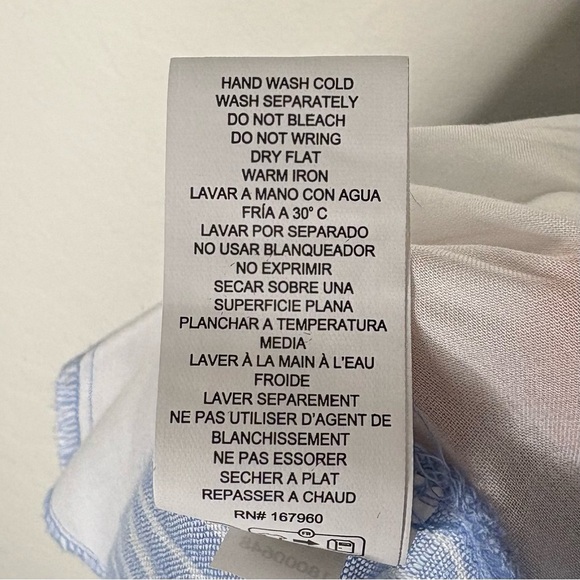 HAND WASH COLD
WASH SEPARATELY
DO NOT BLEACH
DO NOT WRING
DRY FLAT
WARM IRON
LAVAR A MANO CON AGUA
FRÍA A 30° C
LAVAR POR SEPARADO
NO USAR BLANQUEADOR
NO EXPRIMIR
SECAR SOBRE UNA
SUPERFICIE PLANA
PLANCHAR A TEMPERATURA
MEDIA
LAVER À LA MAIN À L'EAU
FROIDE
LAVER SEPAREMENT
NE PAS UTILISER D'AGENT DE
BLANCHISSEMENT
NE PAS ESSORER
SECHER A PLAT
REPASSER A CHAUD
RN# 167960
FR